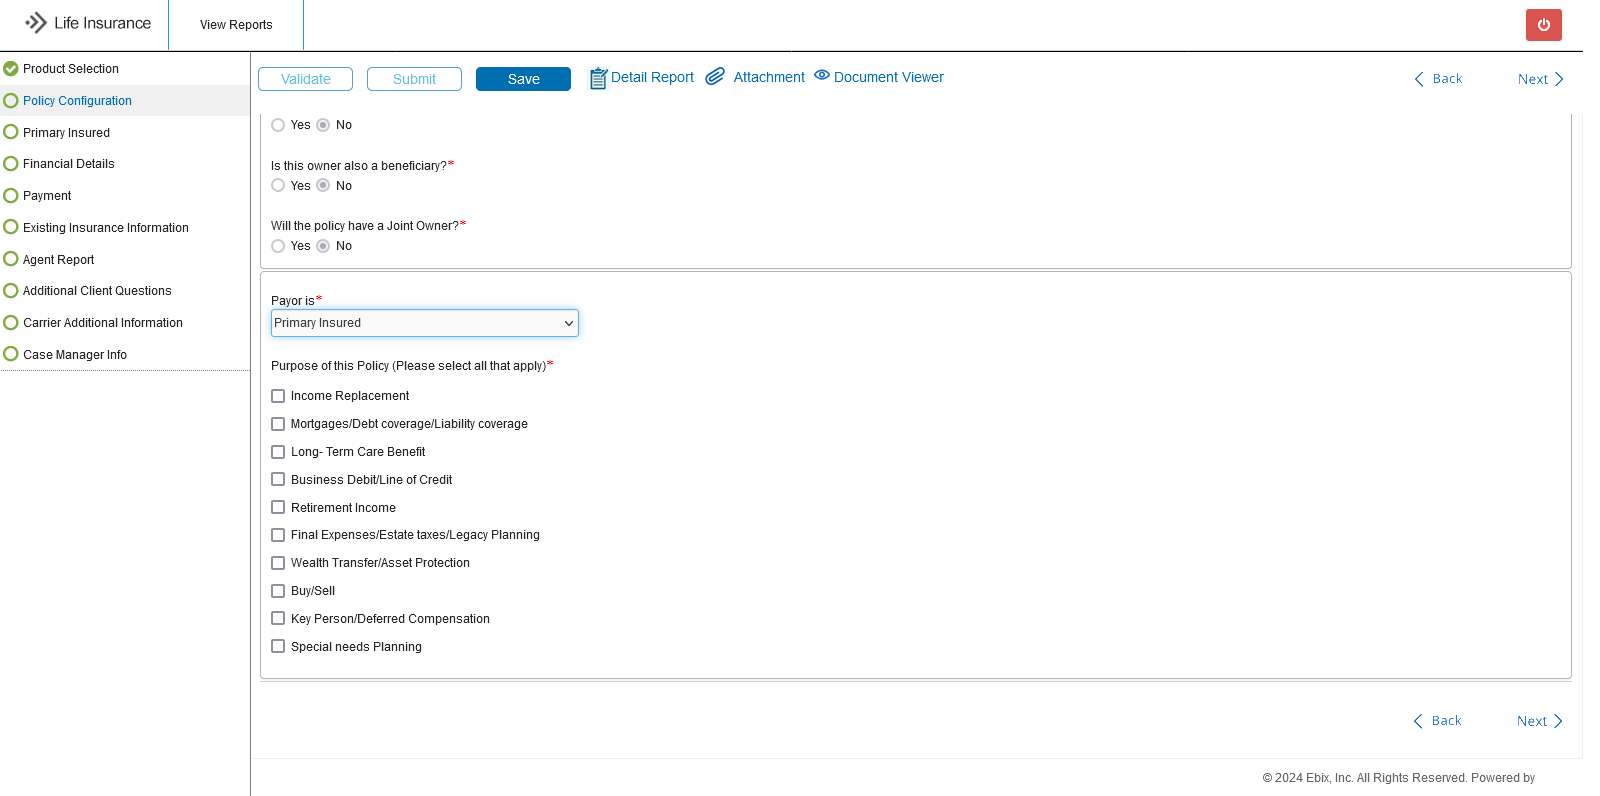 Life Insurance
View Reports
Product Selection
Policy Configuration
Primary Insured
Financial Details
Payment
Existing Insurance Information
Agent Report
Additional Client Questions
Carrier Additional Information
Case Manager Info
Validate
Submit
Save
Detail Report
Attachment
Document Viewer
Back
Next
Yes No
Is this owner also a beneficiary?*
Yes No
Will the policy have a Joint Owner?*
Yes No
Payor is*
Primary Insured
Purpose of this Policy (Please select all that apply)*
Income Replacement
Mortgages/Debt coverage/Liability coverage
Long- Term Care Benefit
Business Debit/Line of Credit
Retirement Income
Final Expenses/Estate taxes/Legacy Planning
Wealth Transfer/Asset Protection
Buy/Sell
Key Person/Deferred Compensation
Special needs Planning
Back
Next
© 2024 Ebix, Inc. All Rights Reserved. Powered by